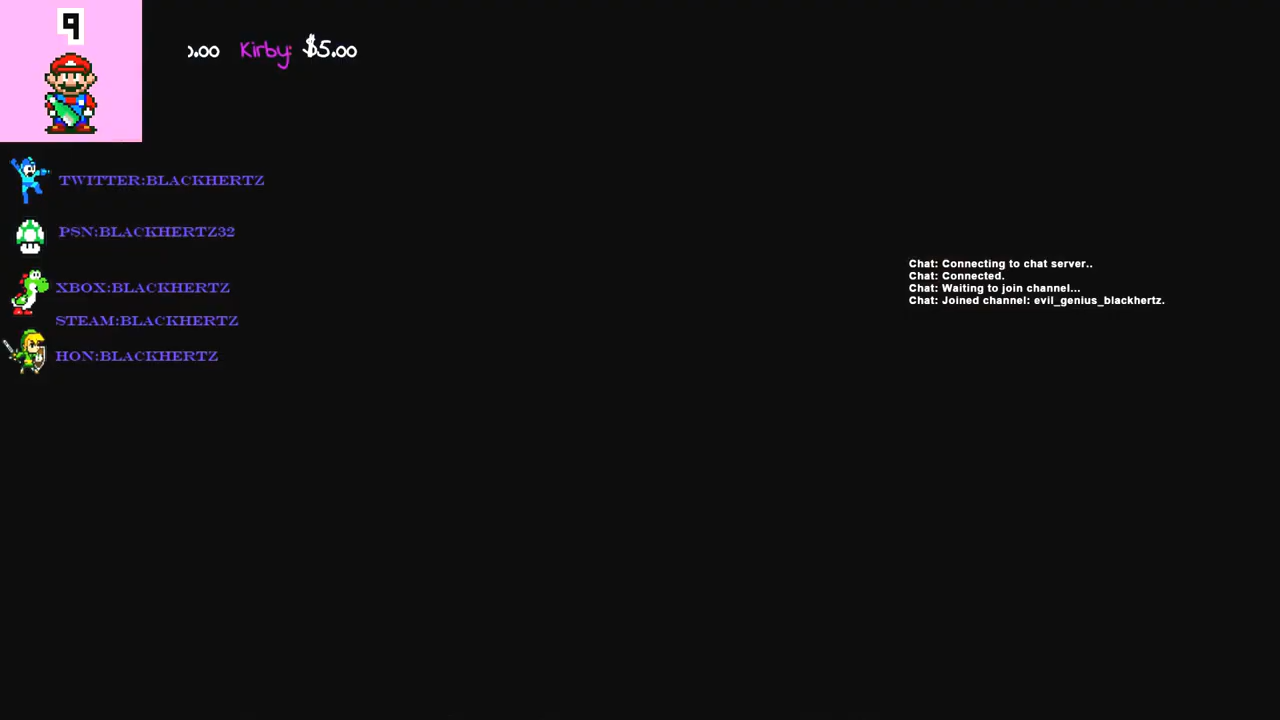 9
.00 Kirby: $5.00
TWITTER:BLACKHERTZ
PSN:BLACKHERTZ32
XBOX:BLACKHERTZ
STEAM:BLACKHERTZ
HON:BLACKHERTZ
Chat: Connecting to chat server..
Chat: Connected.
Chat: Waiting to join channel...
Chat: Joined channel: evil_genius_blackhertz.